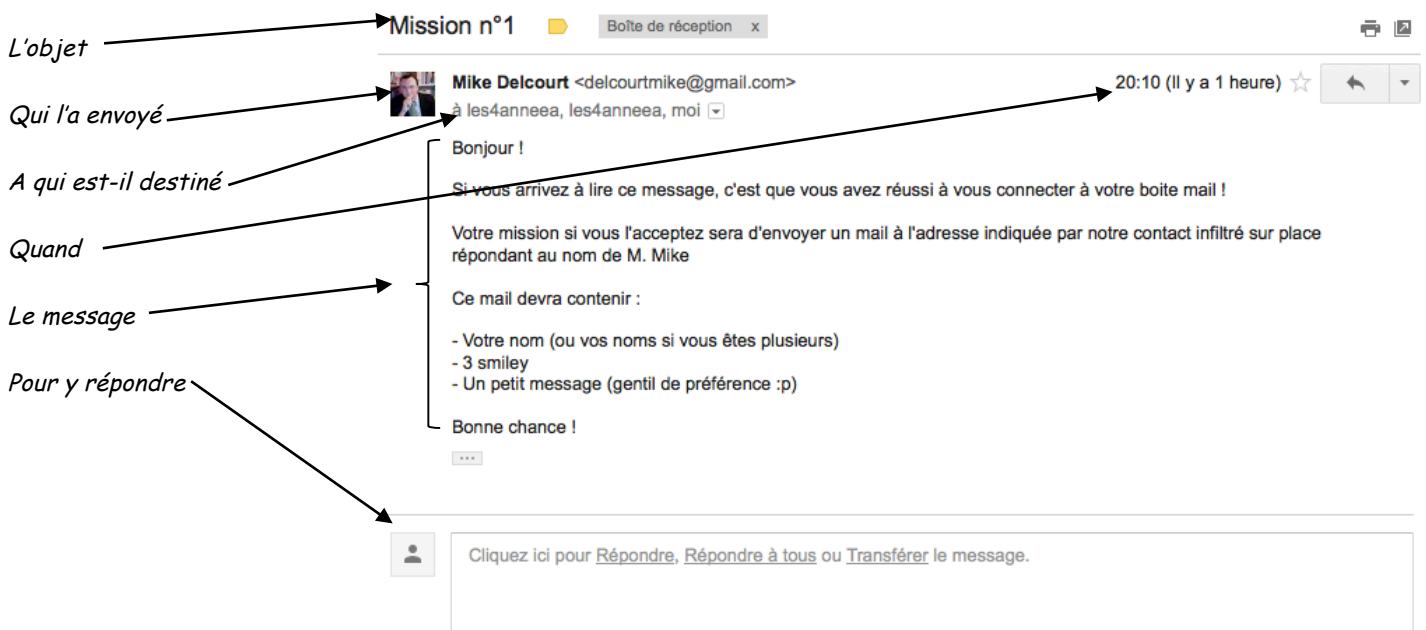 Mission n°1 Boîte de réception x
L'objet
Mike Delcourt <delcourtmike@gmail.com> 20:10 (Il y a 1 heure)
Qui l'a envoyé
à les4anneea, les4anneea, moi
Bonjour !
A qui est-il destiné
Si vous arrivez à lire ce message, c'est que vous avez réussi à vous connecter à votre boite mail !
Quand
Votre mission si vous l'acceptez sera d'envoyer un mail à l'adresse indiquée par notre contact infiltré sur place
répondant au nom de M. Mike
Le message
Ce mail devra contenir :
- Votre nom (ou vos noms si vous êtes plusieurs)
- 3 smiley
- Un petit message (gentil de préférence :p)
Pour y répondre
Bonne chance !
Cliquez ici pour Répondre, Répondre à tous ou Transférer le message.